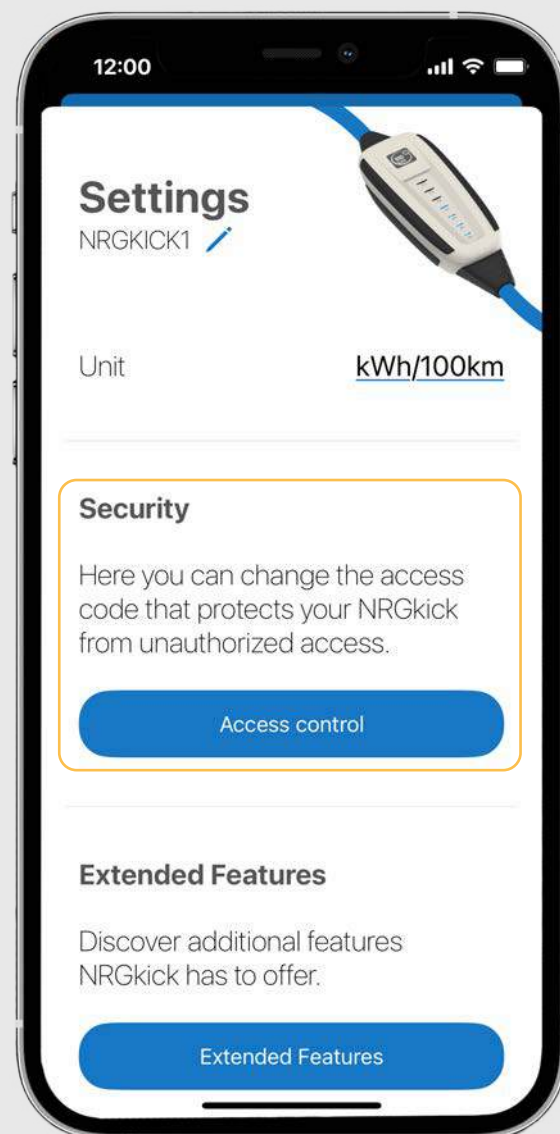 12:00
Settings
NRGKICK1
Unit kWh/100km
Security
Here you can change the access
code that protects your NRGkick
from unauthorized access.
Access control
Extended Features
Discover additional features
NRGkick has to offer.
Extended Features